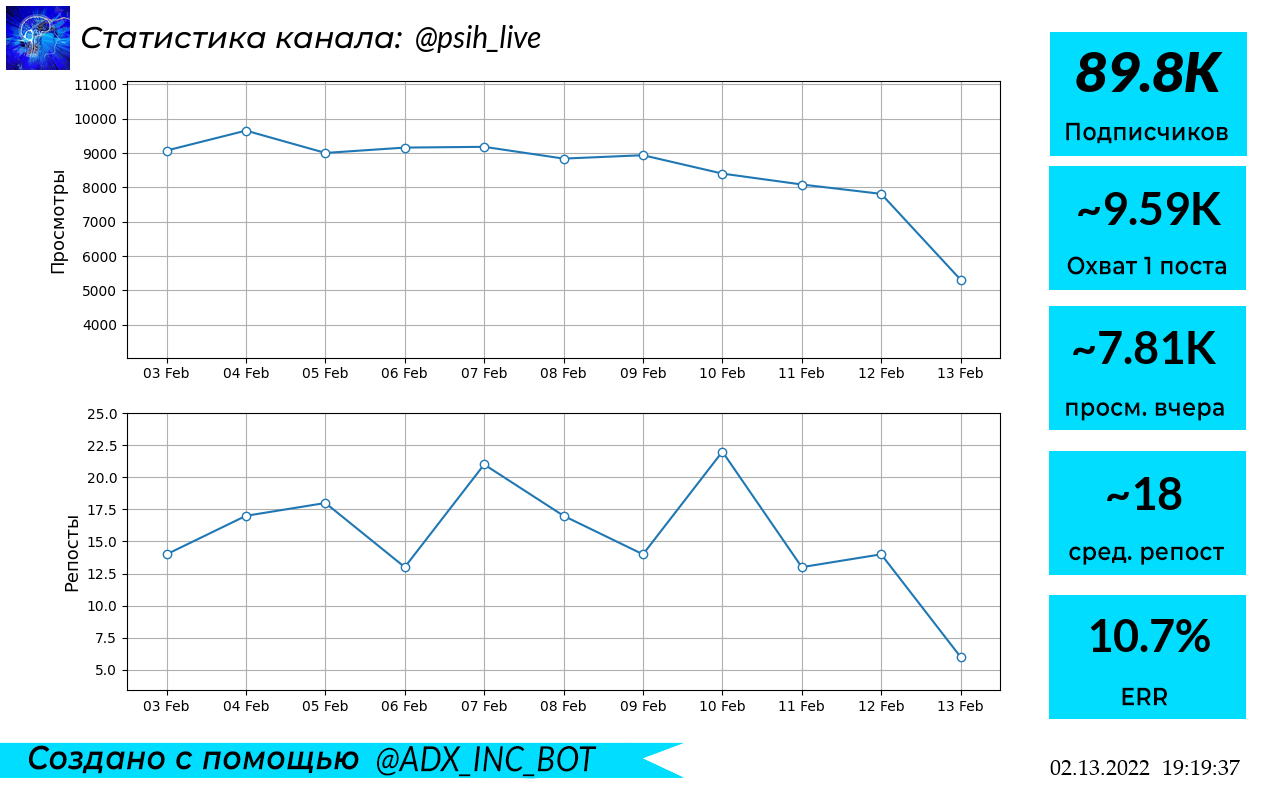 Статистика канала: @psih_live
11000
10000
9000
8000
7000
6000
5000
4000
Просмотры
03 Feb 04 Feb 05 Feb 06 Feb 07 Feb 08 Feb 09 Feb 10 Feb 11 Feb 12 Feb 13 Feb
25.0
22.5
20.0
17.5
15.0
12.5
10.0
7.5
5.0
Репосты
03 Feb 04 Feb 05 Feb 06 Feb 07 Feb 08 Feb 09 Feb 10 Feb 11 Feb 12 Feb 13 Feb
89.8K
Подписчиков
~9.59K
Охват 1 поста
~7.81K
просм. вчера
~18
сред. репост
10.7%
ERR
Создано с помощью @ADX_INC_BOT
02.13.2022 19:19:37